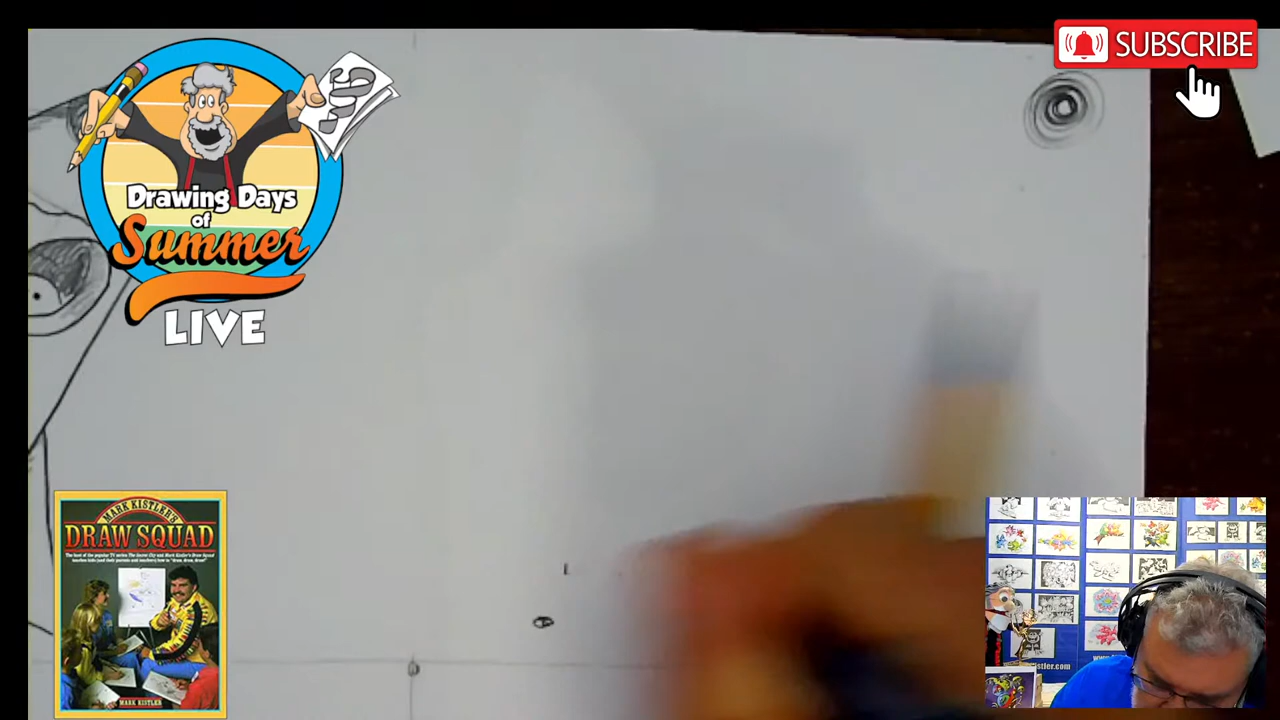 SUBSCRIBE
Drawing Days
of
Summer
LIVE
MARK KISTLER'S
DRAW SQUAD
MARK KISTLER